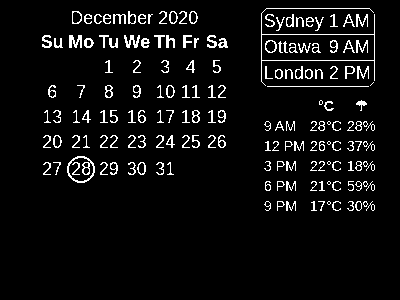 December 2020
Su Mo Tu We Th Fr Sa
1 2 3 4 5
6 7 8 9 10 11 12
13 14 15 16 17 18 19
20 21 22 23 24 25 26
27 28 29 30 31
Sydney 1 AM
Ottawa 9 AM
London 2 PM
°C ☂
9 AM 28°C 28%
12 PM 26°C 37%
3 PM 22°C 18%
6 PM 21°C 59%
9 PM 17°C 30%